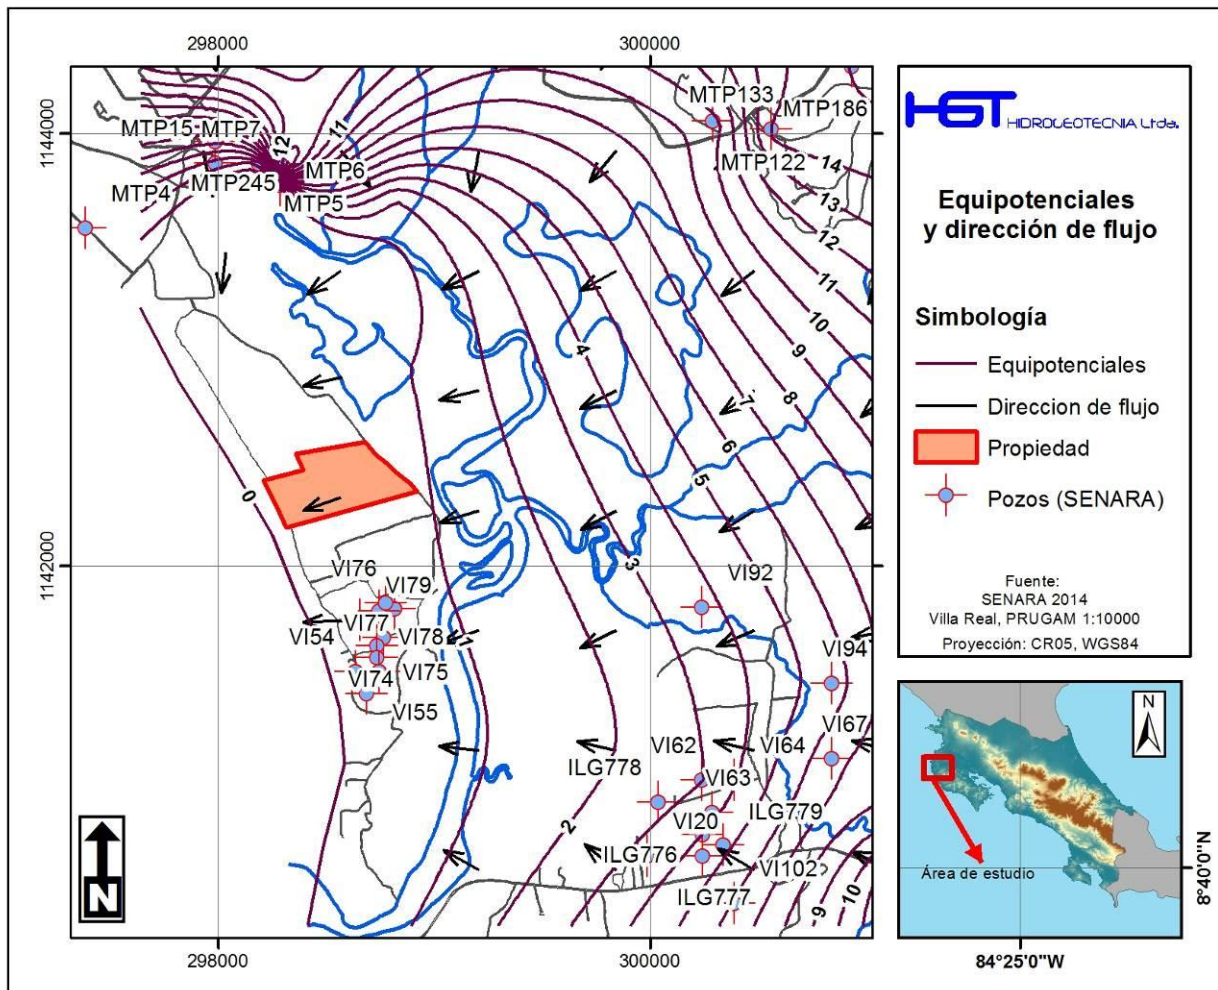 298000
300000
1144000
1142000
MTP133
MTP186
MTP15
MTP7
12
11
MTP6
MTP122
14
MTP4
MTP245
MTP5
13
12
11
10
9
4
8
7
6
5
0
3
VI76
VI79
VI92
VI77
VI54
VI78
1
VI94
VI74
VI75
VI55
VI67
VI62
VI64
ILG778
VI63
ILG779
2
VI20
ILG776
VI102
ILG777
9
10
N
298000
300000
HGT HIDROGEOTECNIA Ltda.
Equipotenciales
y dirección de flujo
Simbología
Equipotenciales
Direccion de flujo
Propiedad
Pozos (SENARA)
Fuente:
SENARA 2014
Villa Real, PRUGAM 1:10000
Proyección: CR05, WGS84
N
Área de estudio
8°40'0"N
84°25'0"W